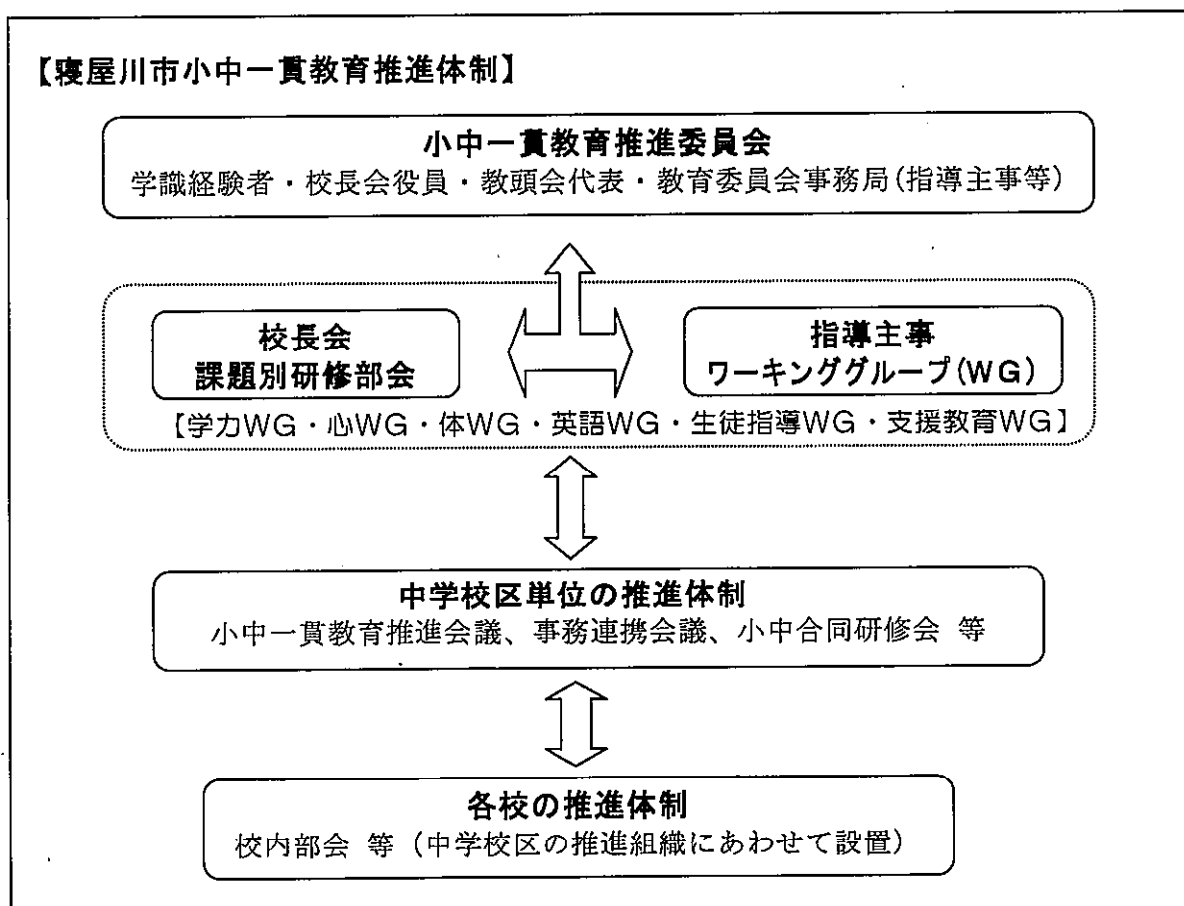 【寝屋川市小中一貫教育推進体制】
小中一貫教育推進委員会
学識経験者・校長会役員・教頭会代表・教育委員会事務局(指導主事等)
校長会
課題別研修部会
指導主事
ワーキンググループ(WG)
【学力WG・心WG・体WG・英語WG・生徒指導WG・支援教育WG】
中学校区単位の推進体制
小中一貫教育推進会議、事務連携会議、小中合同研修会 等
各校の推進体制
校内部会 等（中学校区の推進組織にあわせて設置）